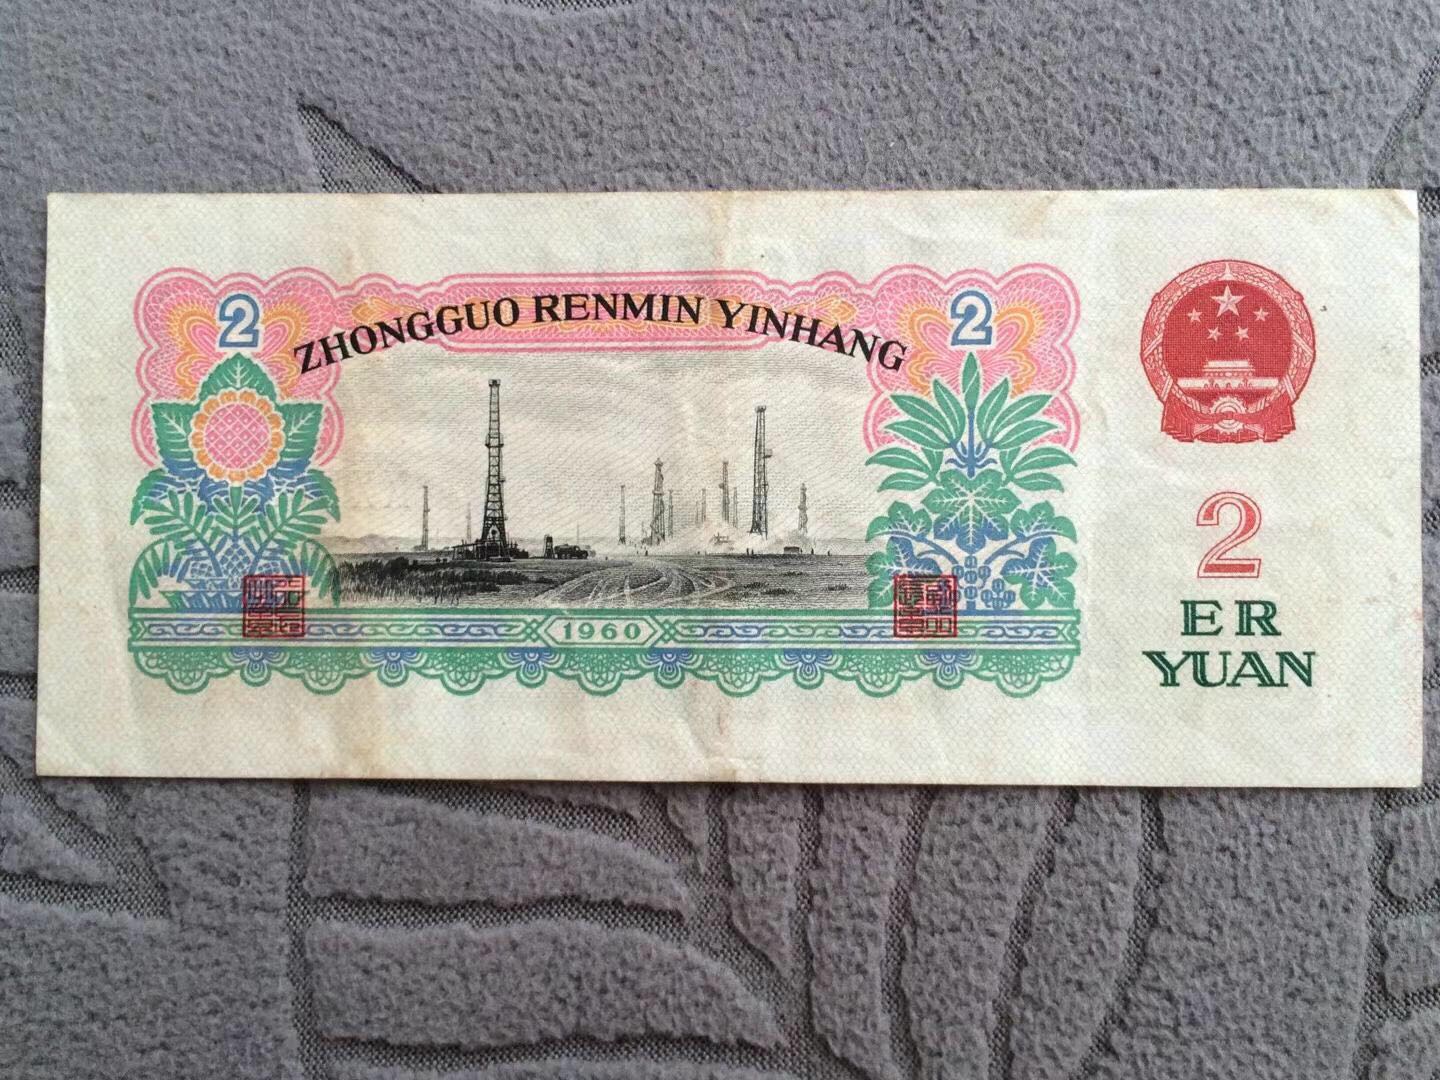 ZHONGGUO RENMIN YINHANG
2
2
1960
2
ER
YUAN